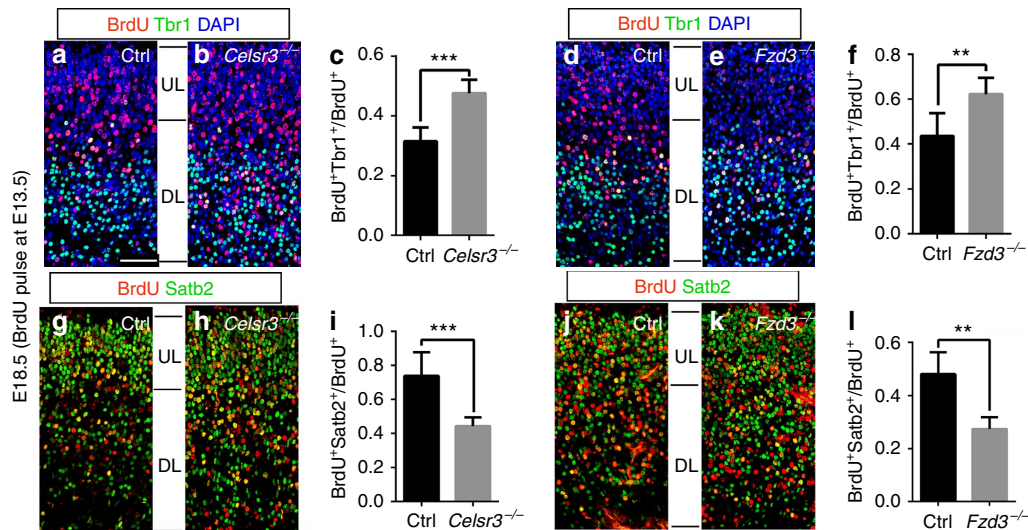 BrdU Tbr1 DAPI
BrdU Tbr1 DAPI
a
Ctrl
b
Celsr3⁻/⁻
UL
DL
c
***
BrdU⁺Tbr1⁺/BrdU⁺
0.6
0.4
0.2
0.0
Ctrl
Celsr3⁻/⁻
d
Ctrl
e
Fzd3⁻/⁻
UL
DL
f
**
BrdU⁺Tbr1⁺/BrdU⁺
0.8
0.6
0.4
0.2
0.0
Ctrl
Fzd3⁻/⁻
E18.5 (BrdU pulse at E13.5)
BrdU Satb2
BrdU Satb2
g
Ctrl
h
Celsr3⁻/⁻
UL
DL
i
***
BrdU⁺Satb2⁺/BrdU⁺
1.0
0.8
0.6
0.4
0.2
0.0
Ctrl
Celsr3⁻/⁻
j
Ctrl
k
Fzd3⁻/⁻
UL
DL
l
**
BrdU⁺Satb2⁺/BrdU⁺
0.6
0.4
0.2
0.0
Ctrl
Fzd3⁻/⁻